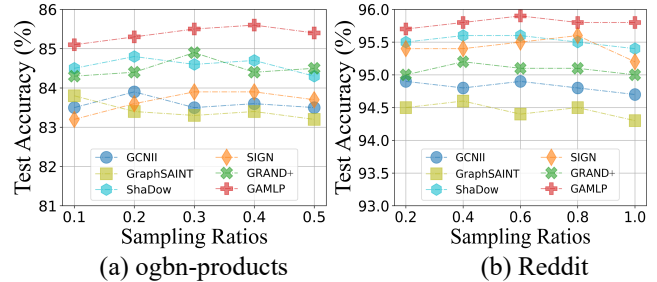 Test Accuracy (%)
86
85
84
83
82
81
0.1 0.2 0.3 0.4 0.5
GCNII
GraphSAINT
ShaDow
SIGN
GRAND+
GAMLP
Sampling Ratios
(a) ogbn-products
Test Accuracy (%)
96.0
95.5
95.0
94.5
94.0
93.5
93.0
0.2 0.4 0.6 0.8 1.0
GCNII
GraphSAINT
ShaDow
SIGN
GRAND+
GAMLP
Sampling Ratios
(b) Reddit